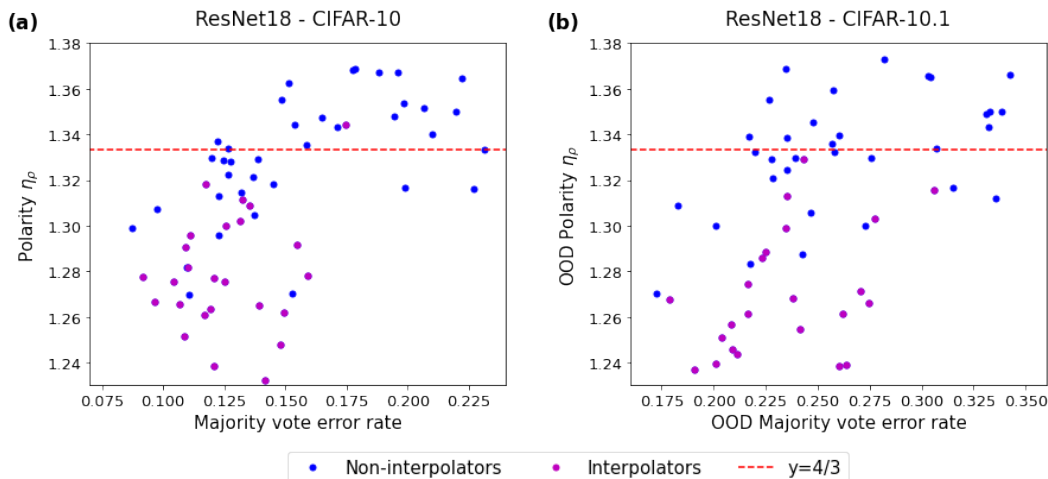 (a)
ResNet18 - CIFAR-10
Polarity ηρ
1.38
1.36
1.34
1.32
1.30
1.28
1.26
1.24
0.075 0.100 0.125 0.150 0.175 0.200 0.225
Majority vote error rate
(b)
ResNet18 - CIFAR-10.1
OOD Polarity ηρ
1.38
1.36
1.34
1.32
1.30
1.28
1.26
1.24
0.175 0.200 0.225 0.250 0.275 0.300 0.325 0.350
OOD Majority vote error rate
Non-interpolators Interpolators y=4/3